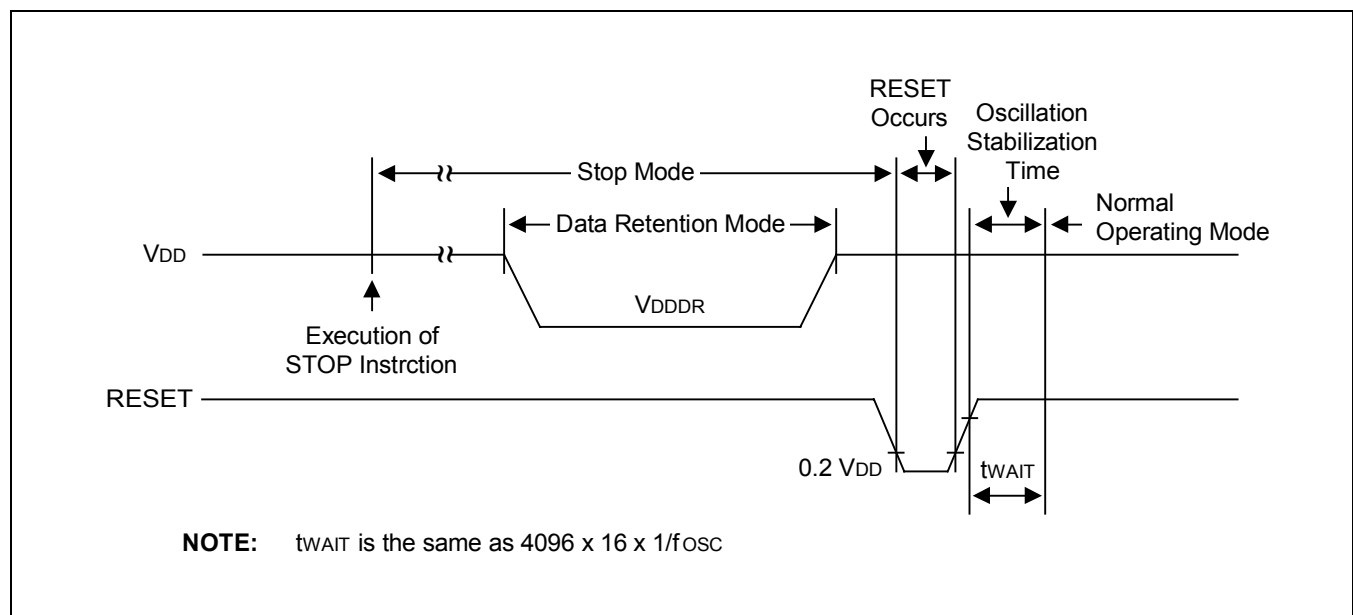 RESET
Occurs
Oscillation
Stabilization
Time
Stop Mode
Normal
Operating Mode
Data Retention Mode
VDD
VDDDR
Execution of
STOP Instrction
RESET
0.2 VDD
tWAIT
NOTE: tWAIT is the same as 4096 x 16 x 1/fOSC